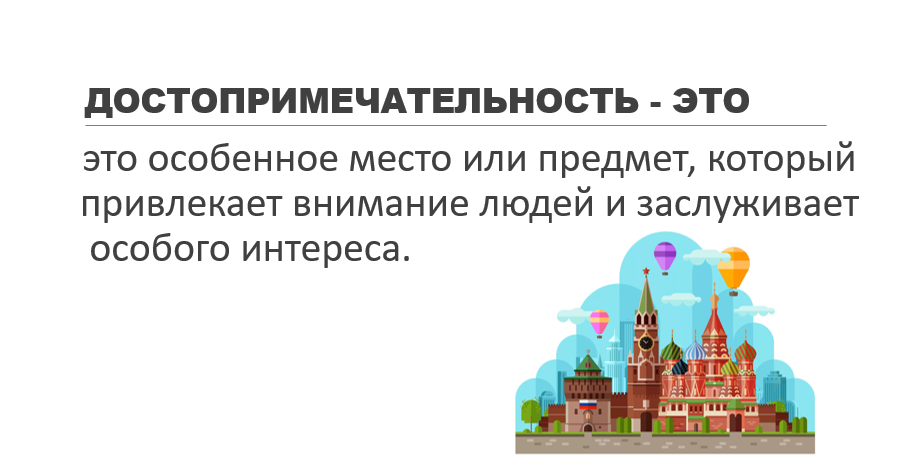 ДОСТОПРИМЕЧАТЕЛЬНОСТЬ - ЭТО
это особенное место или предмет, который
привлекает внимание людей и заслуживает
особого интереса.